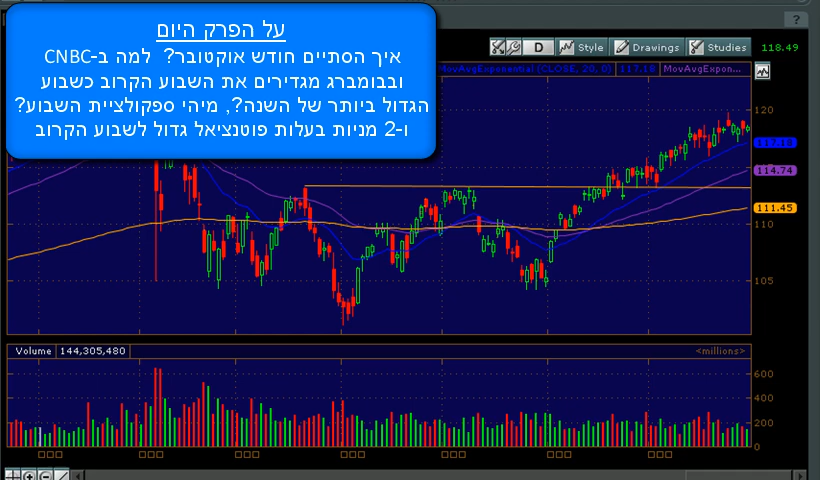 על הפרק היום
איך הסתיים חודש אוקטובר? למה ב-CNBC
ובבומברג מגדירים את השבוע הקרוב כשבוע
הגדול ביותר של השנה?, מיהי ספקולציית השבוע?
ו-2 מניות בעלות פוטנציאל גדול לשבוע הקרוב
?
D Style Drawings Studies 118.49
MovAvgExponential (CLOSE, 20, 0) 117.18 MovAvgExpon...
120
117.18
114.74
111.45
110
105
Volume 144,305,480 <millions>
600
400
200
0